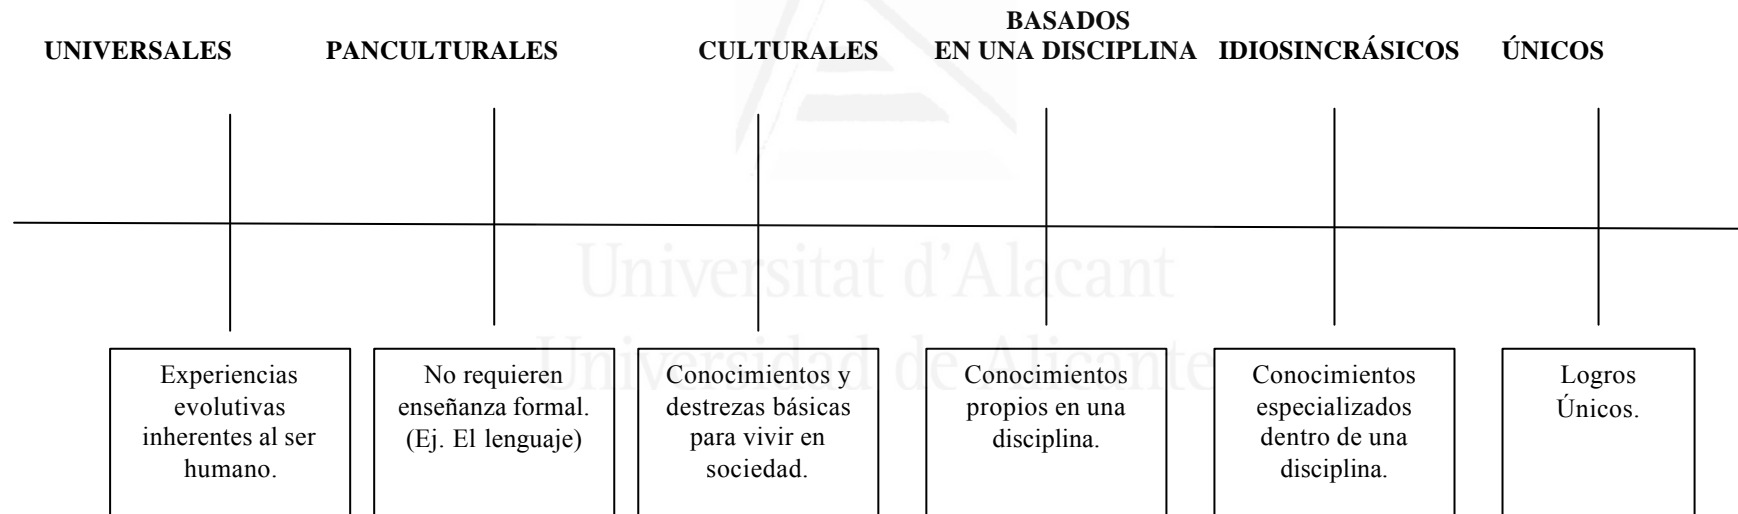 BASADOS
UNIVERSALES PANCULTURALES CULTURALES EN UNA DISCIPLINA IDIOSINCRÁSICOS ÚNICOS
Universitat d'Alacant
Universidad de Alicante
Experiencias
evolutivas
inherentes al ser
humano.
No requieren
enseñanza formal.
(Ej. El lenguaje)
Conocimientos y
destrezas básicas
para vivir en
sociedad.
Conocimientos
propios en una
disciplina.
Conocimientos
especializados
dentro de una
disciplina.
Logros
Únicos.